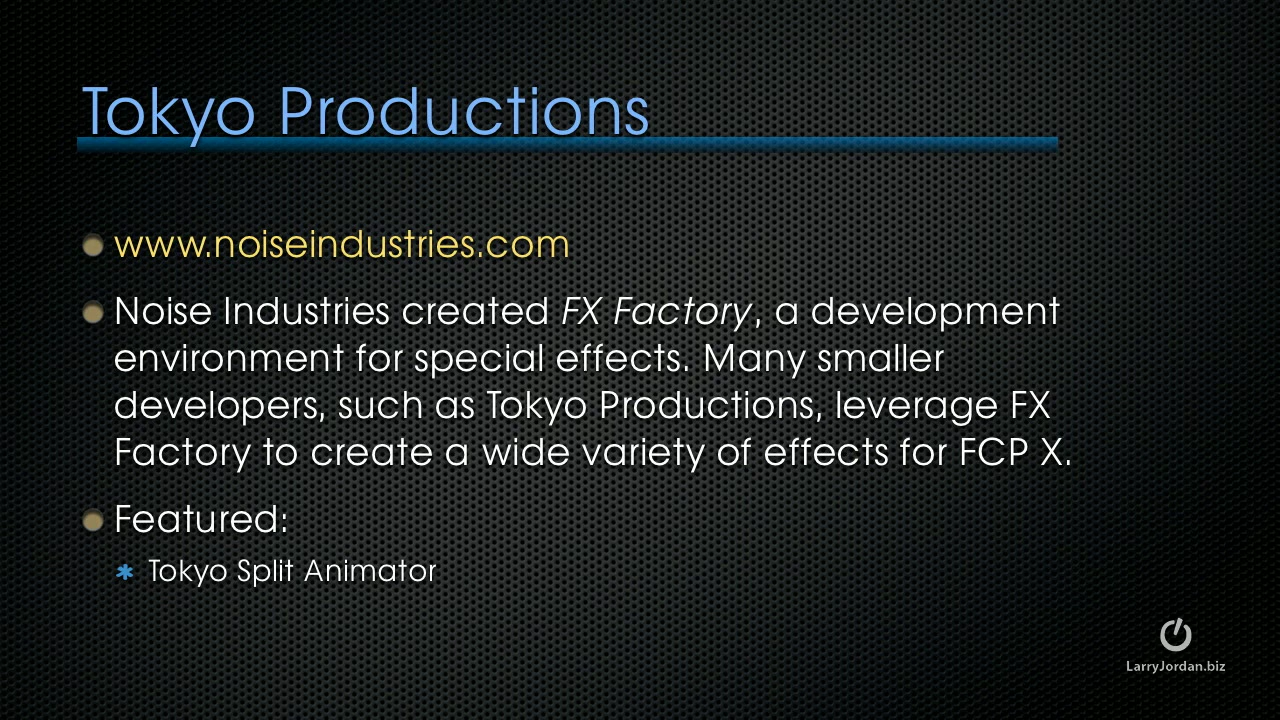 Tokyo Productions
www.noiseindustries.com
Noise Industries created FX Factory, a development
environment for special effects. Many smaller
developers, such as Tokyo Productions, leverage FX
Factory to create a wide variety of effects for FCP X.
Featured:
Tokyo Split Animator
LarryJordan.biz